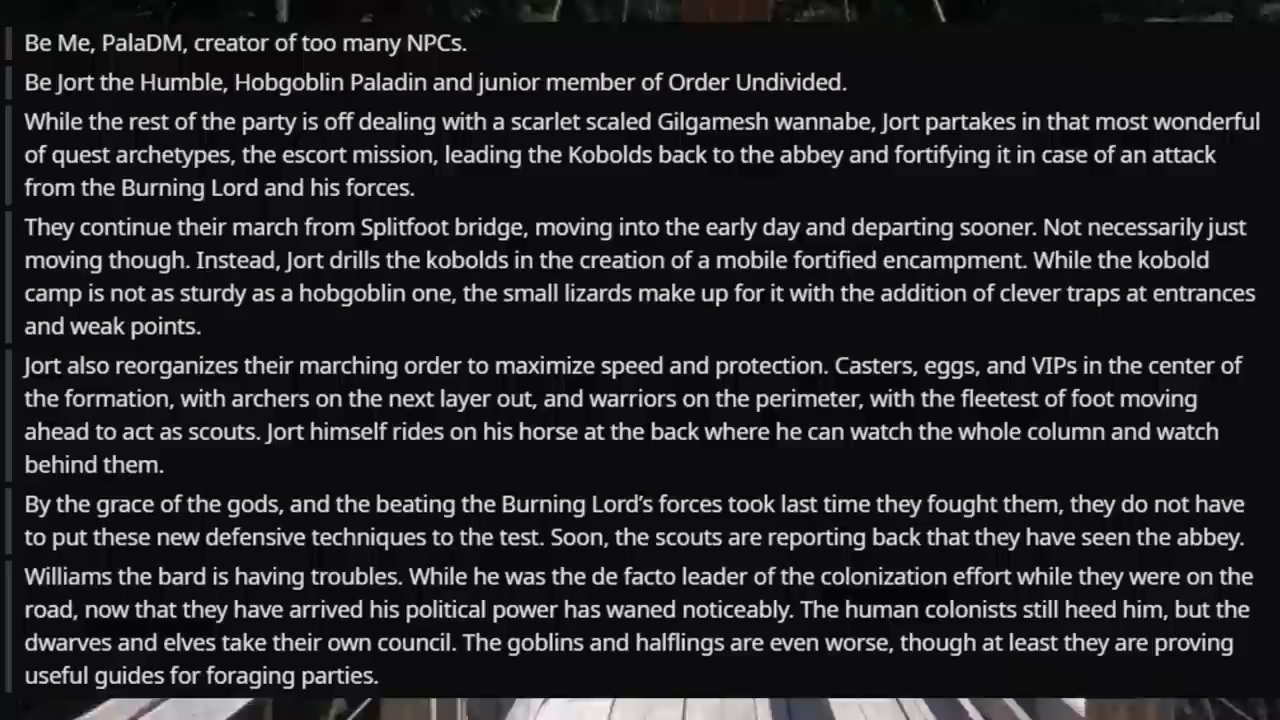 Be Me, PalaDM, creator of too many NPCs.
Be Jort the Humble, Hobgoblin Paladin and junior member of Order Undivided.
While the rest of the party is off dealing with a scarlet scaled Gilgamesh wannabe, Jort partakes in that most wonderful
of quest archetypes, the escort mission, leading the Kobolds back to the abbey and fortifying it in case of an attack
from the Burning Lord and his forces.
They continue their march from Splitfoot bridge, moving into the early day and departing sooner. Not necessarily just
moving though. Instead, Jort drills the kobolds in the creation of a mobile fortified encampment. While the kobold
camp is not as sturdy as a hobgoblin one, the small lizards make up for it with the addition of clever traps at entrances
and weak points.
Jort also reorganizes their marching order to maximize speed and protection. Casters, eggs, and VIPs in the center of
the formation, with archers on the next layer out, and warriors on the perimeter, with the fleetest of foot moving
ahead to act as scouts. Jort himself rides on his horse at the back where he can watch the whole column and watch
behind them.
By the grace of the gods, and the beating the Burning Lord’s forces took last time they fought them, they do not have
to put these new defensive techniques to the test. Soon, the scouts are reporting back that they have seen the abbey.
Williams the bard is having troubles. While he was the de facto leader of the colonization effort while they were on the
road, now that they have arrived his political power has waned noticeably. The human colonists still heed him, but the
dwarves and elves take their own council. The goblins and halflings are even worse, though at least they are proving
useful guides for foraging parties.